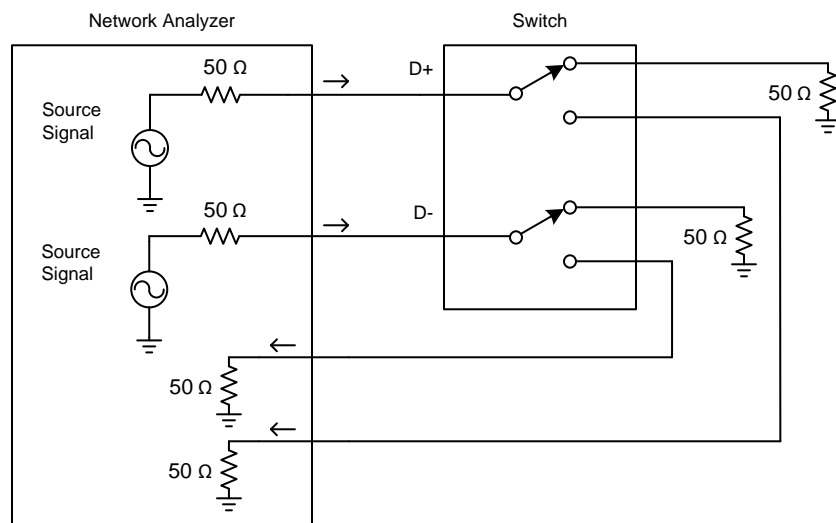 Network Analyzer
Switch
50 Ω
D+
50 Ω
Source
Signal
50 Ω
D-
50 Ω
Source
Signal
50 Ω
50 Ω